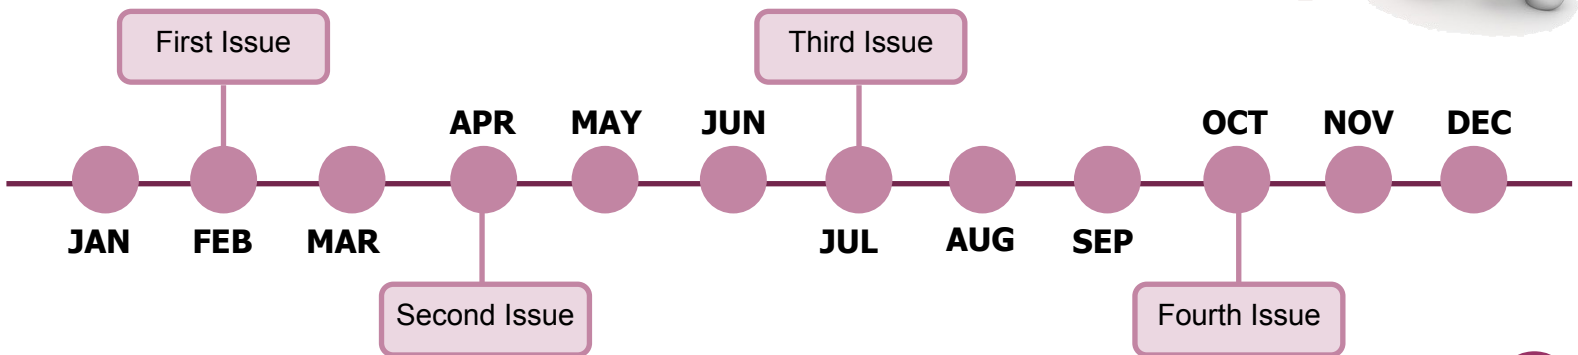 First Issue
Third Issue
APR
MAY
JUN
OCT
NOV
DEC
JAN
FEB
MAR
JUL
AUG
SEP
Second Issue
Fourth Issue